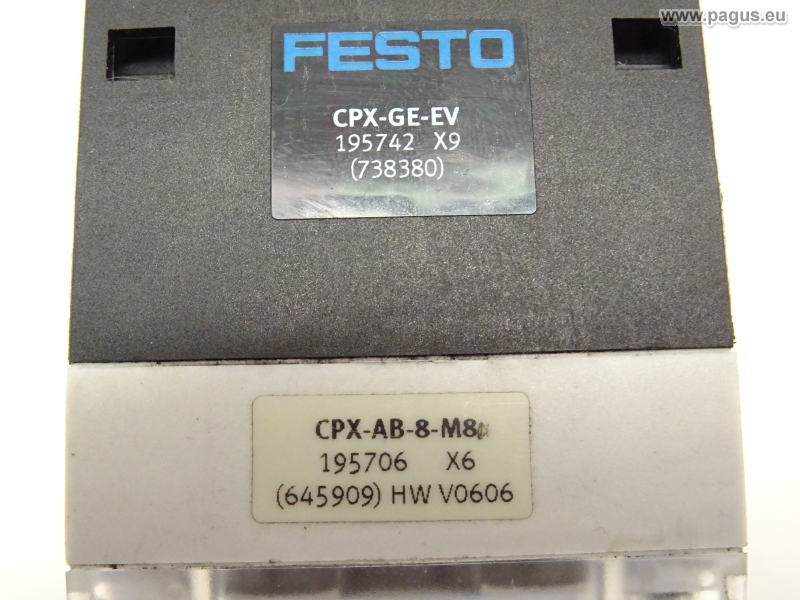 www.pagus.eu
FESTO
CPX-GE-EV
195742 X9
(738380)
CPX-AB-8-M8
195706 X6
(645909) HW V0606